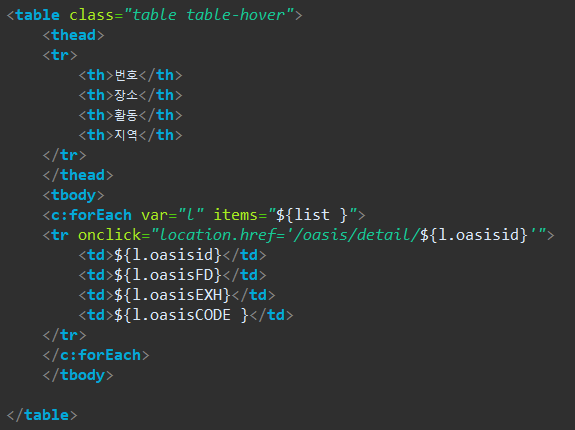 <table class="table table-hover">
<thead>
<tr>
<th>번호</th>
<th>장소</th>
<th>활동</th>
<th>지역</th>
</tr>
</thead>
<tbody>
<c:forEach var="l" items="${list }">
<tr onclick="location.href='/oasis/detail/${l.oasisid}'">
<td>${l.oasisid}</td>
<td>${l.oasisFD}</td>
<td>${l.oasisEXH}</td>
<td>${l.oasisCODE }</td>
</tr>
</c:forEach>
</tbody>
</table>